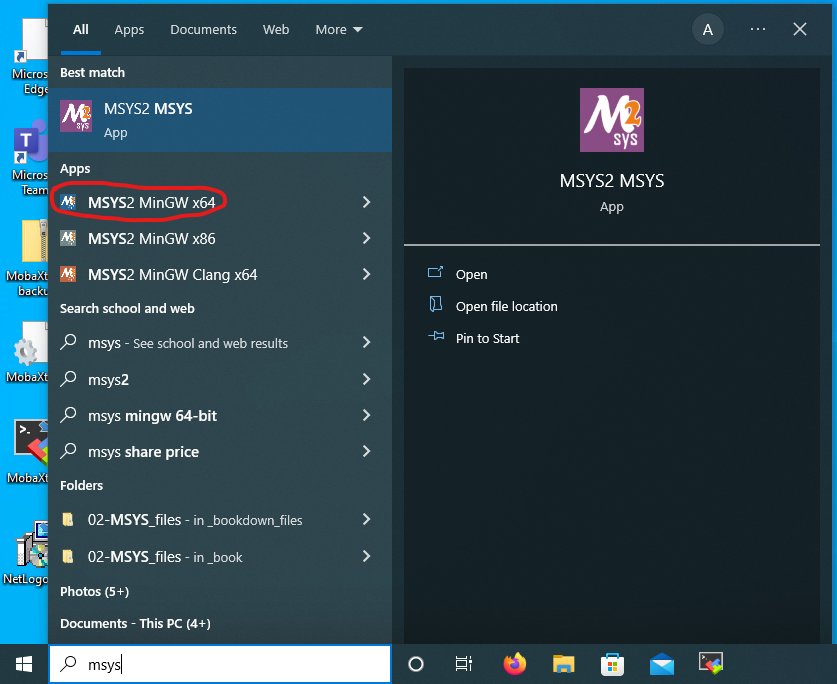 All Apps Documents Web More A
Micros
Edge
Best match
MSYS2 MSYS
App
M2
sys
MSYS2 MSYS
App
T
Micros
Team
Apps
MSYS2 MinGW x64
MSYS2 MinGW x86
MSYS2 MinGW Clang x64
Open
Open file location
Pin to Start
MobaXt
backu
Search school and web
msys - See school and web results
msys2
msys mingw 64-bit
msys share price
MobaXt
MobaXt
Folders
02-MSYS_files - in _bookdown_files
02-MSYS_files - in _book
NetLogo
Photos (5+)
Documents - This PC (4+)
msys